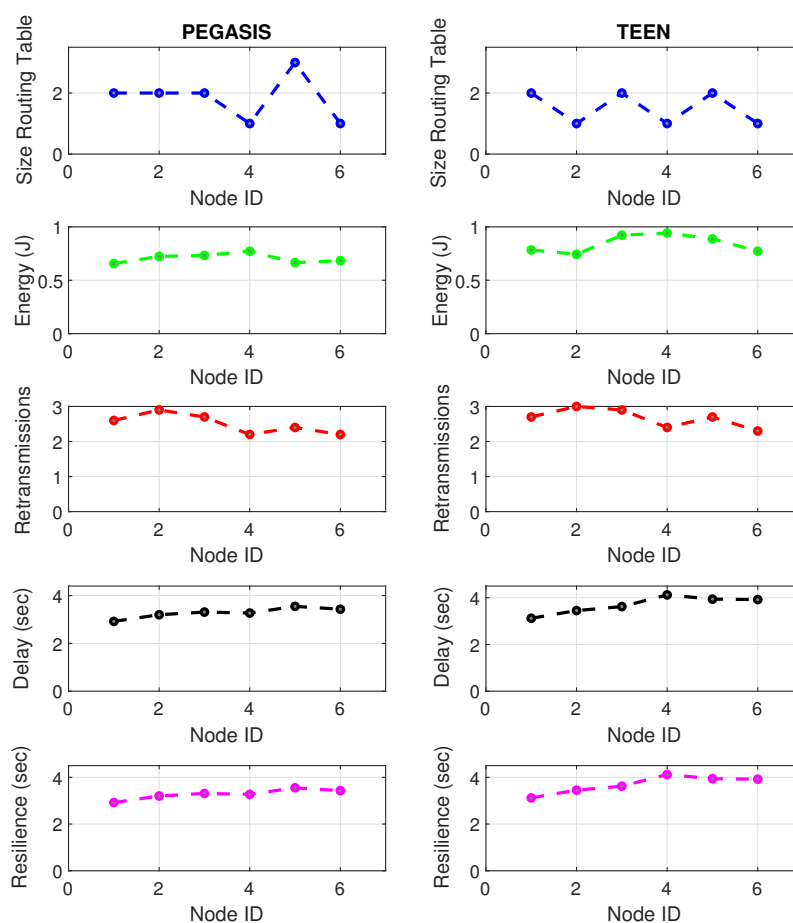 PEGASIS
Size Routing Table
2
0
0 2 4 6
Node ID
TEEN
Size Routing Table
2
0
0 2 4 6
Node ID
Energy (J)
1
0.5
0
0 2 4 6
Node ID
Energy (J)
1
0.5
0
0 2 4 6
Node ID
Retransmissions
3
2
1
0
0 2 4 6
Node ID
Retransmissions
3
2
1
0
0 2 4 6
Node ID
Delay (sec)
4
2
0
0 2 4 6
Node ID
Delay (sec)
4
2
0
0 2 4 6
Node ID
Resilience (sec)
4
2
0
0 2 4 6
Node ID
Resilience (sec)
4
2
0
0 2 4 6
Node ID